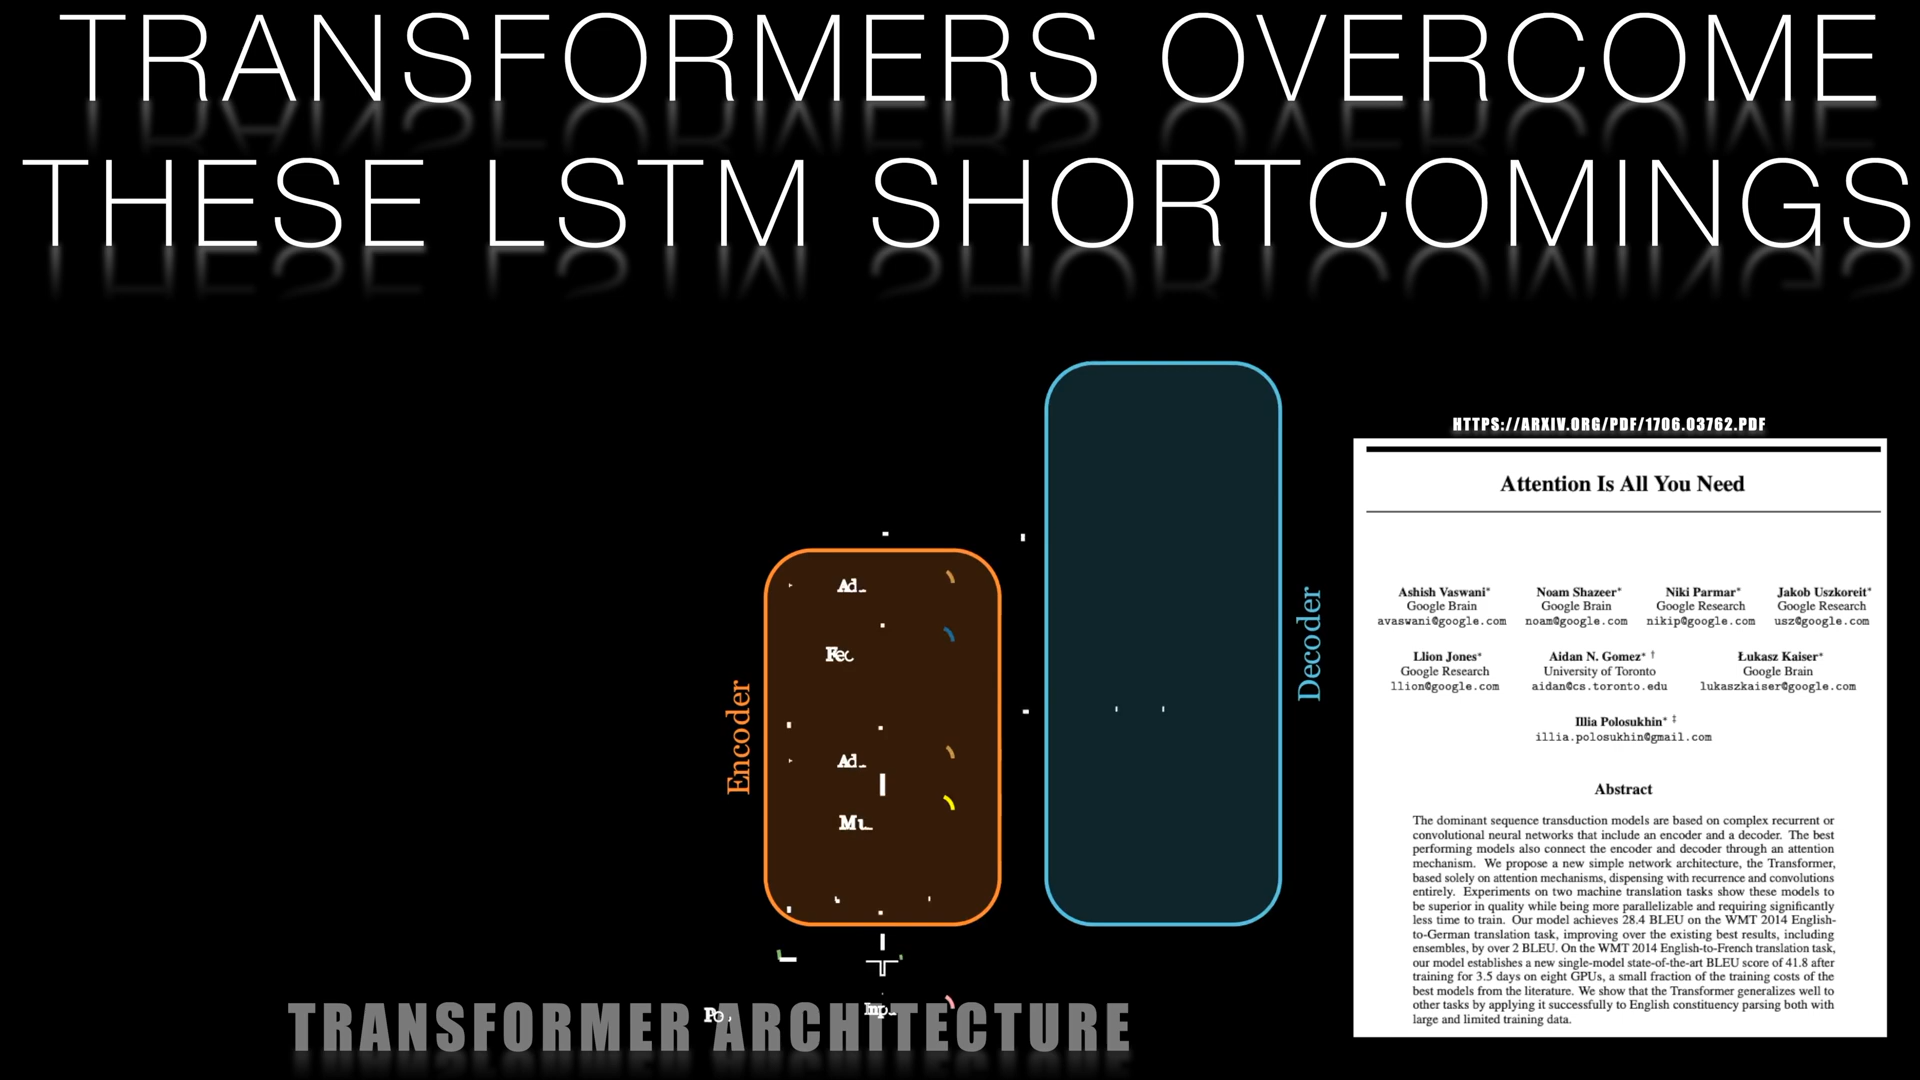 TRANSFORMERS OVERCOME
THESE LSTM SHORTCOMINGS
Encoder
Decoder
TRANSFORMER ARCHITECTURE
HTTPS://ARXIV.ORG/PDF/1706.03762.PDF
Attention Is All You Need
Ashish Vaswani* Noam Shazeer* Niki Parmar* Jakob Uszkoreit*
Google Brain Google Brain Google Research Google Research
avaswani@google.com noam@google.com nikip@google.com usz@google.com
Llion Jones* Aidan N. Gomez* † Łukasz Kaiser*
Google Research University of Toronto Google Brain
llion@google.com aidan@cs.toronto.edu lukaszkaiser@google.com
Illia Polosukhin* ‡
illia.polosukhin@gmail.com
Abstract
The dominant sequence transduction models are based on complex recurrent or
convolutional neural networks that include an encoder and a decoder. The best
performing models also connect the encoder and decoder through an attention
mechanism. We propose a new simple network architecture, the Transformer,
based solely on attention mechanisms, dispensing with recurrence and convolutions
entirely. Experiments on two machine translation tasks show these models to
be superior in quality while being more parallelizable and requiring significantly
less time to train. Our model achieves 28.4 BLEU on the WMT 2014 English-
to-German translation task, improving over the existing best results, including
ensembles, by over 2 BLEU. On the WMT 2014 English-to-French translation task,
our model establishes a new single-model state-of-the-art BLEU score of 41.8 after
training for 3.5 days on eight GPUs, a small fraction of the training costs of the
best models from the literature. We show that the Transformer generalizes well to
other tasks by applying it successfully to English constituency parsing both with
large and limited training data.